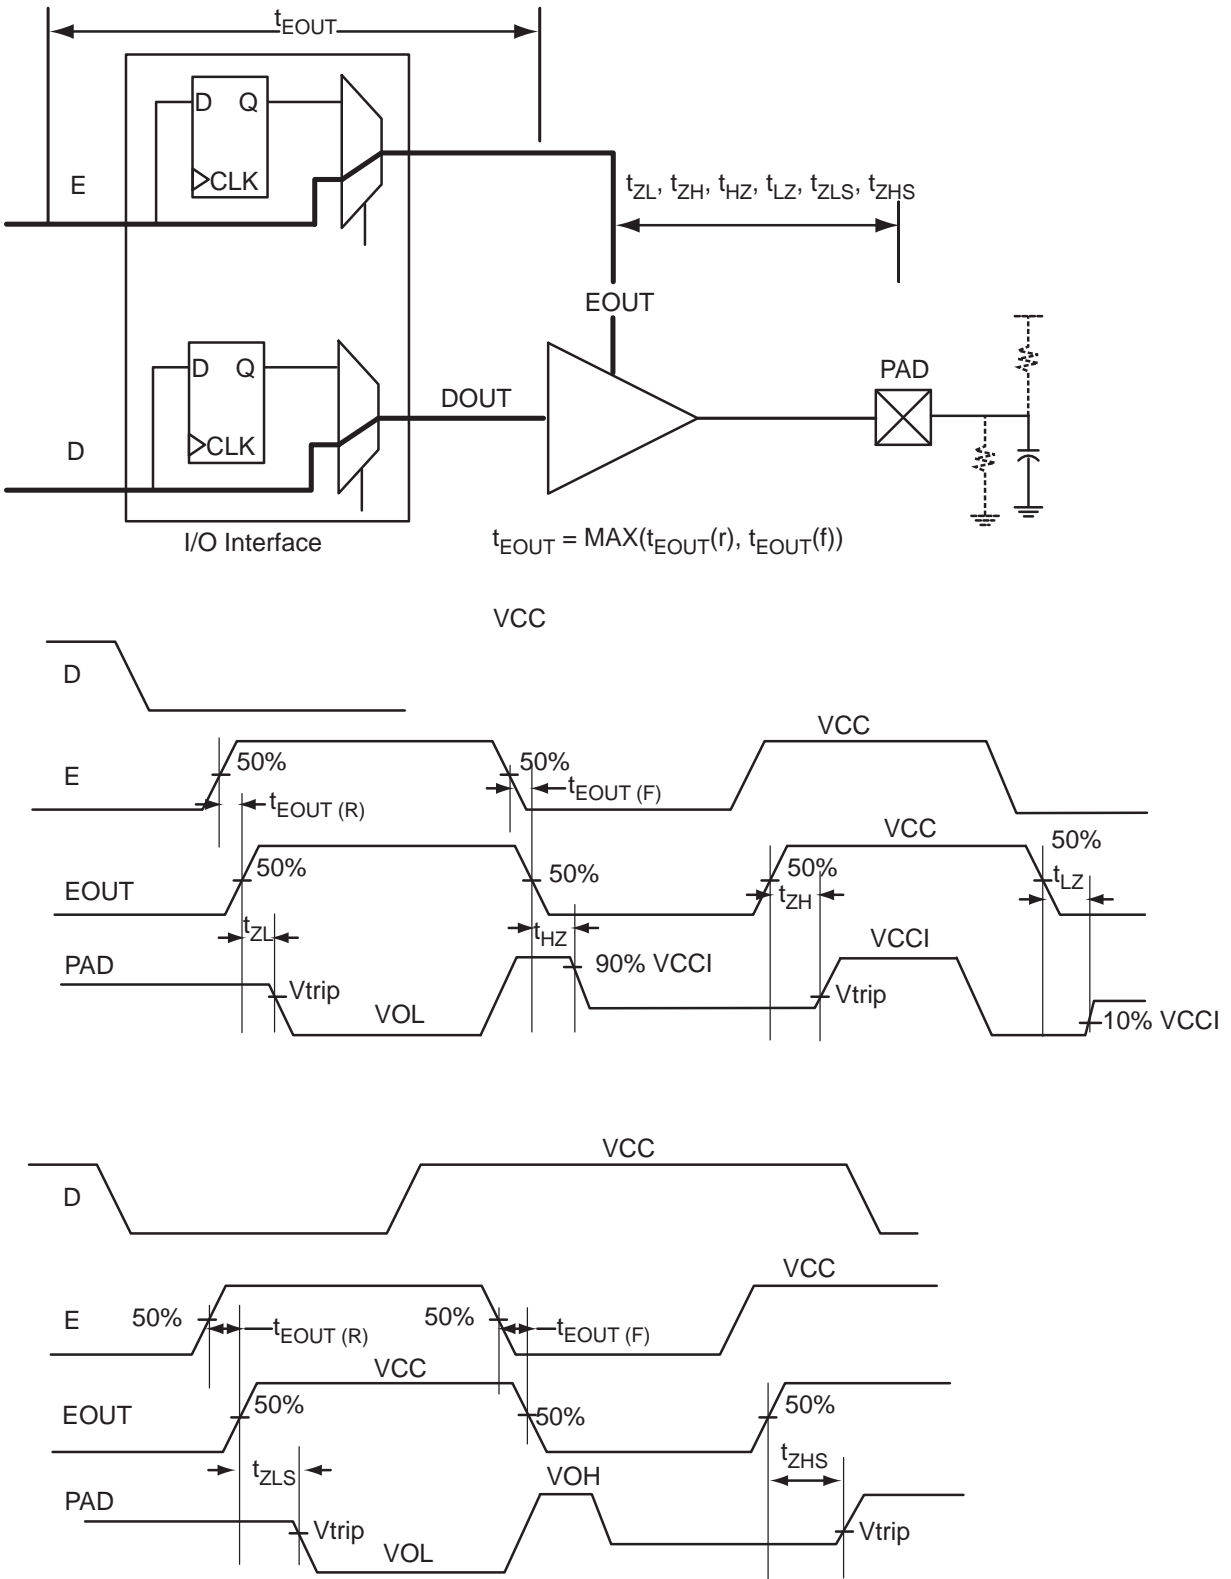 tEOUT
D Q
CLK
E
tZL, tZH, tHZ, tLZ, tZLS, tZHS
EOUT
D Q
CLK
D
DOUT
PAD
I/O Interface
tEOUT = MAX(tEOUT(r), tEOUT(f))
VCC
D
VCC
E
50%
50%
tEOUT (R)
tEOUT (F)
VCC
50%
EOUT
50%
50%
50%
tZL
tHZ
tZH
tLZ
PAD
Vtrip
VOL
90% VCCI
VCCI
Vtrip
10% VCCI
VCC
D
VCC
E
50%
tEOUT (R)
50%
tEOUT (F)
VCC
EOUT
50%
50%
50%
tZLS
tZHS
VOH
PAD
Vtrip
VOL
Vtrip